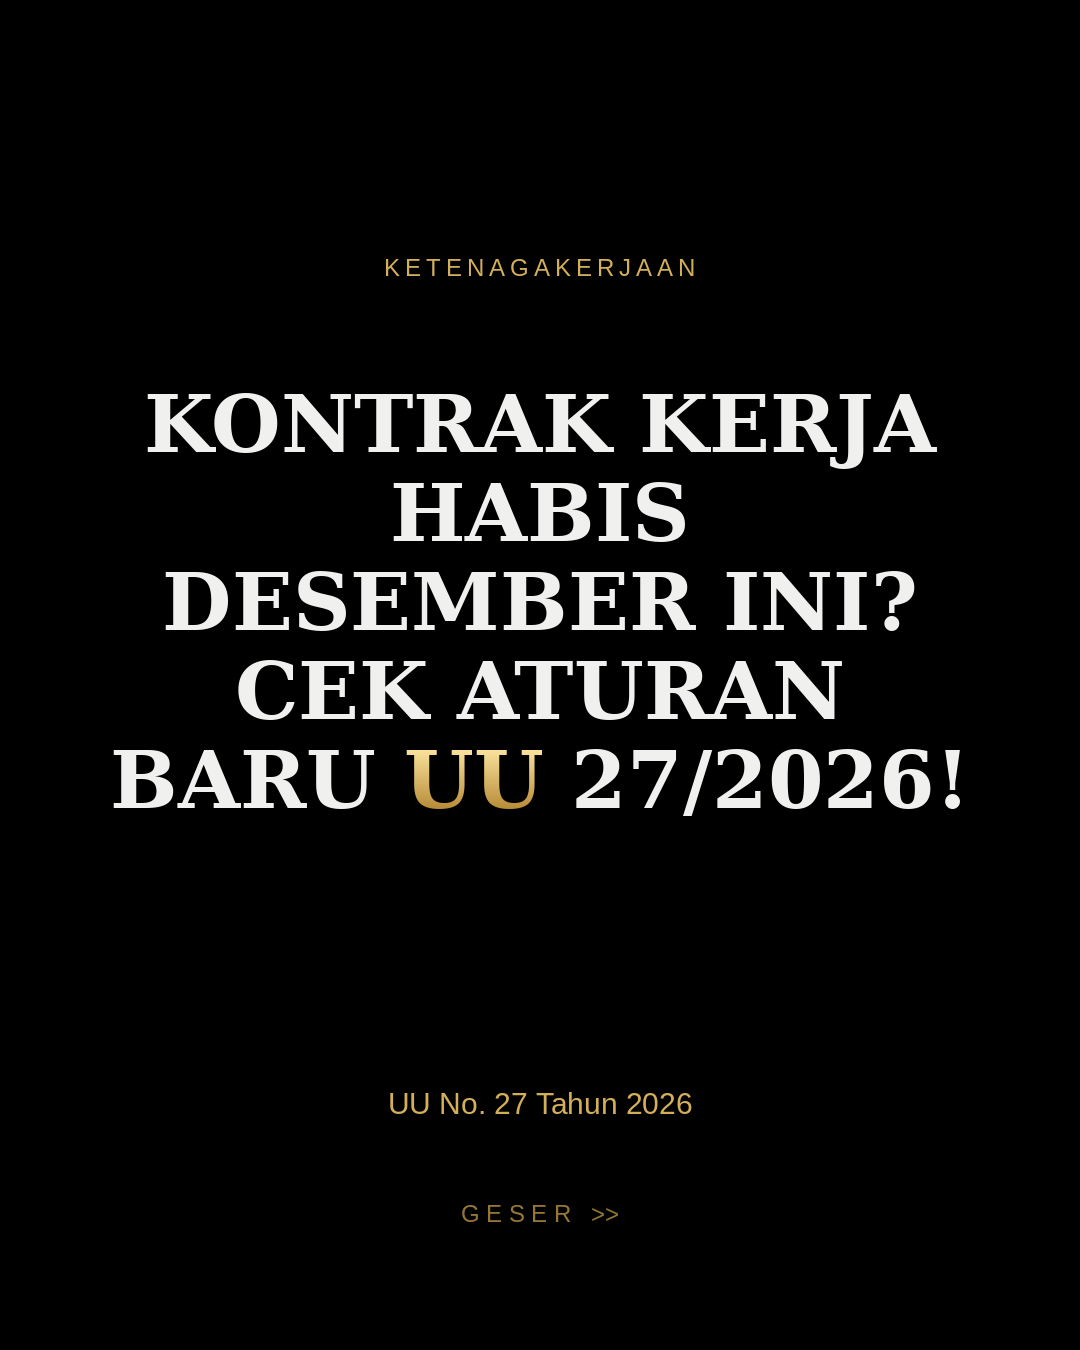 KETENAGAKERJAAN
KONTRAK KERJA
HABIS
DESEMBER INI?
CEK ATURAN
BARU UU 27/2026!
UU No. 27 Tahun 2026
GESER >>